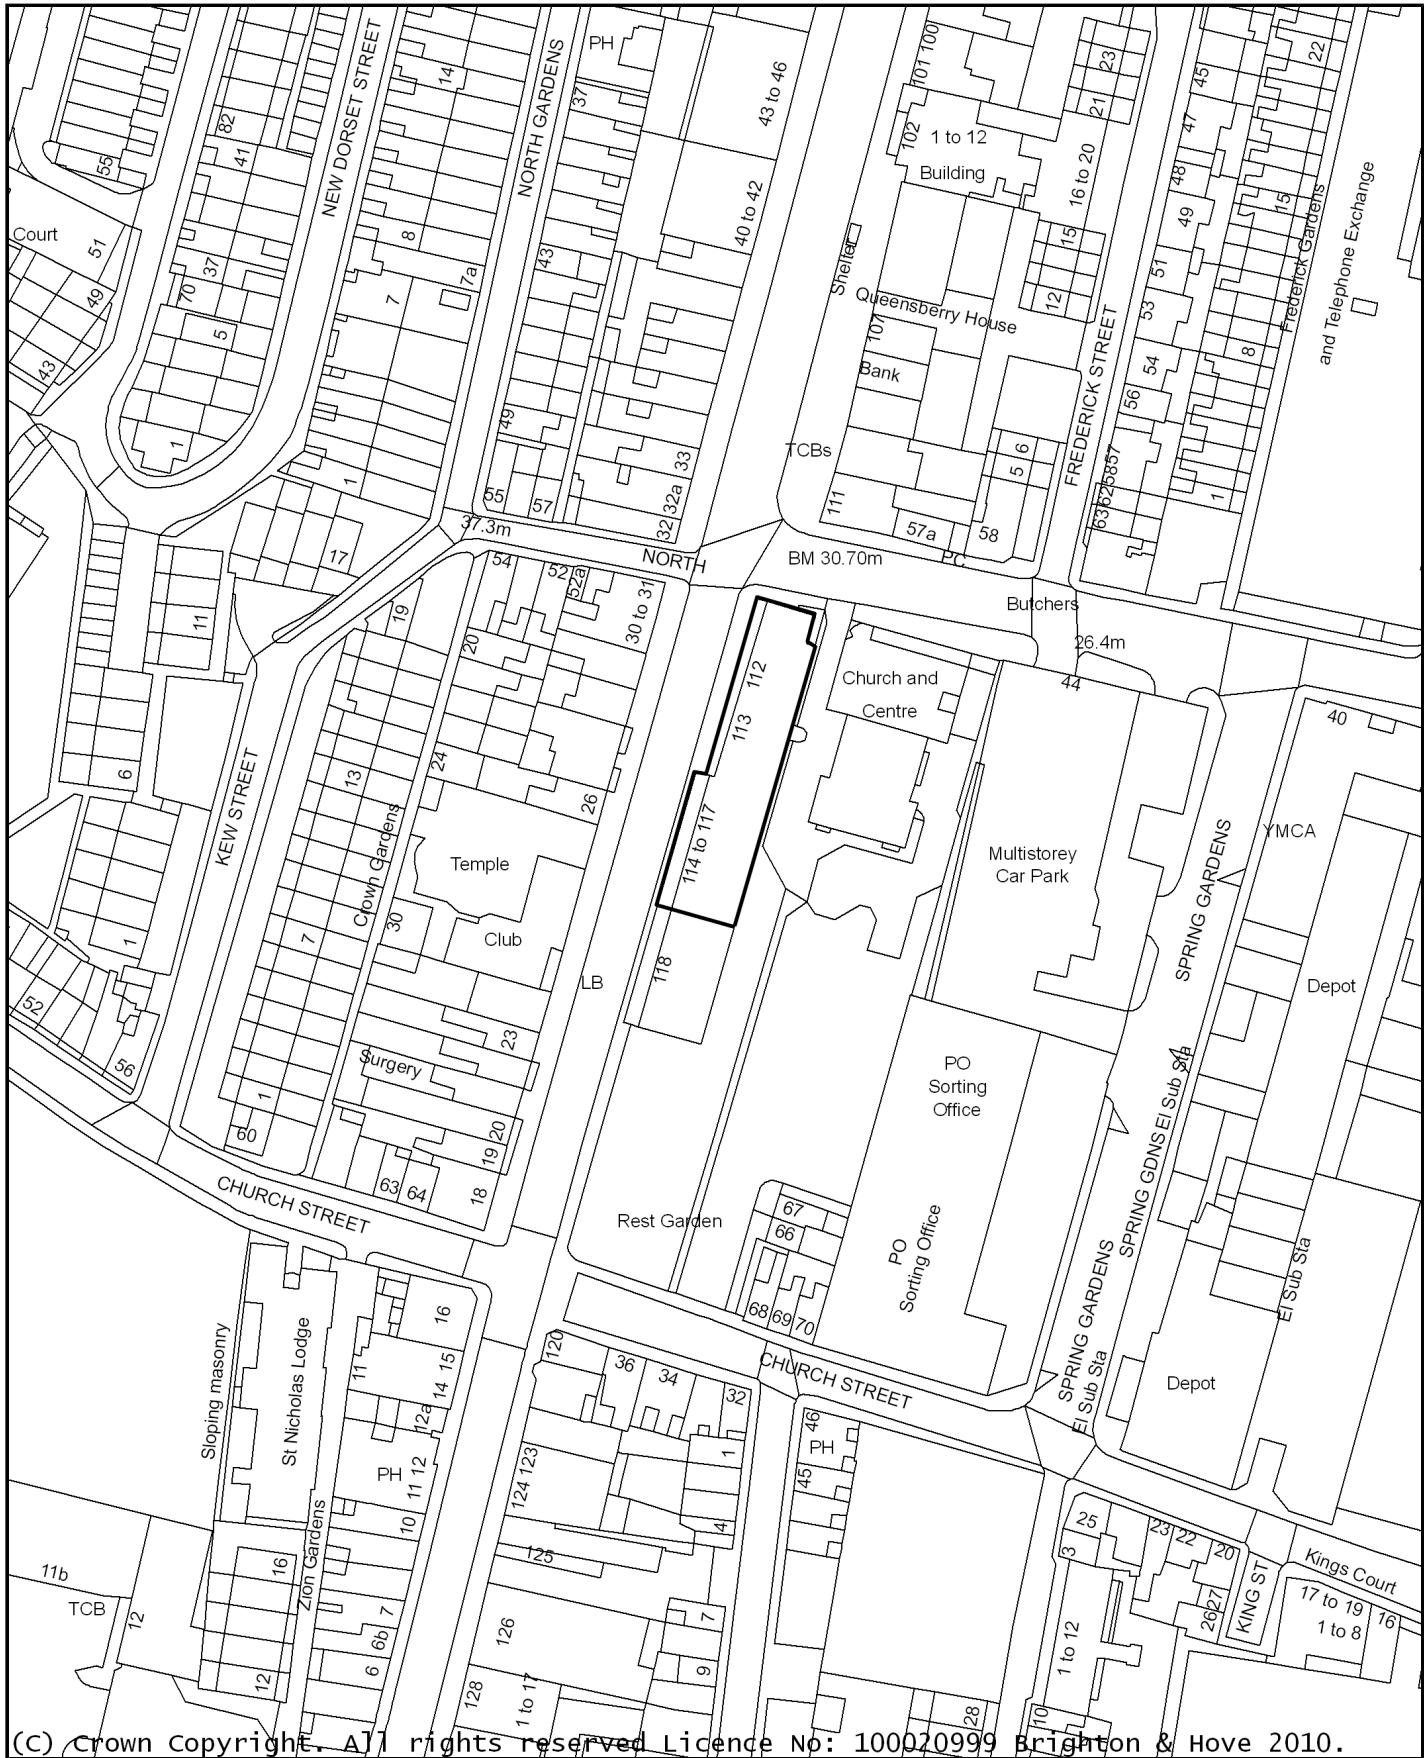 PH
22
NEW DORSET STREET
14
NORTH GARDENS
101 100
23
45
37
43 to 46
21
82
41
102
1 to 12
Building
47
55
16 to 20
48
15
Frederick Gardens
and Telephone Exchange
40 to 42
49
Court
51
8
43
Shelter
15
37
70
49
7
7a
51
12
53
Queensberry House
107
5
Bank
54
8
43
56
FREDERICK STREET
49
1
TCBs
33
6
5
1
55
57
32a
32
111
63625857
1
37.3m
57a
58
NORTH
BM 30.70m
PC
17
54
52
52a
30 to 31
Butchers
26.4m
11
19
20
112
Church and
Centre
44
113
40
6
13
24
26
KEW STREET
Crown Gardens
114 to 117
Temple
Multistorey
Car Park
YMCA
SPRING GARDENS
30
7
1
Club
118
LB
Depot
52
23
56
Surgery
PO
Sorting
Office
SPRING GDNS
El Sub Sta
1
60
20
19
63
64
18
CHURCH STREET
Rest Garden
67
66
PO
Sorting Office
SPRING GARDENS
El Sub Sta
El Sub Sta
68
69
70
16
Sloping masonry
St Nicholas Lodge
11
15
14
12a
120
36
34
32
CHURCH STREET
Depot
46
PH
45
PH
12
11
10
124 123
1
4
125
25
3
23
22
20
Kings Court
11b
TCB
12
16
Zion Gardens
7
6b
6
12
126
7
9
128
1 to 17
1 to 12
10
28
26
27
KING ST
17 to 19
1 to 8
16
(C) Crown Copyright. All rights reserved Licence No: 100020999 Brighton & Hove 2010.